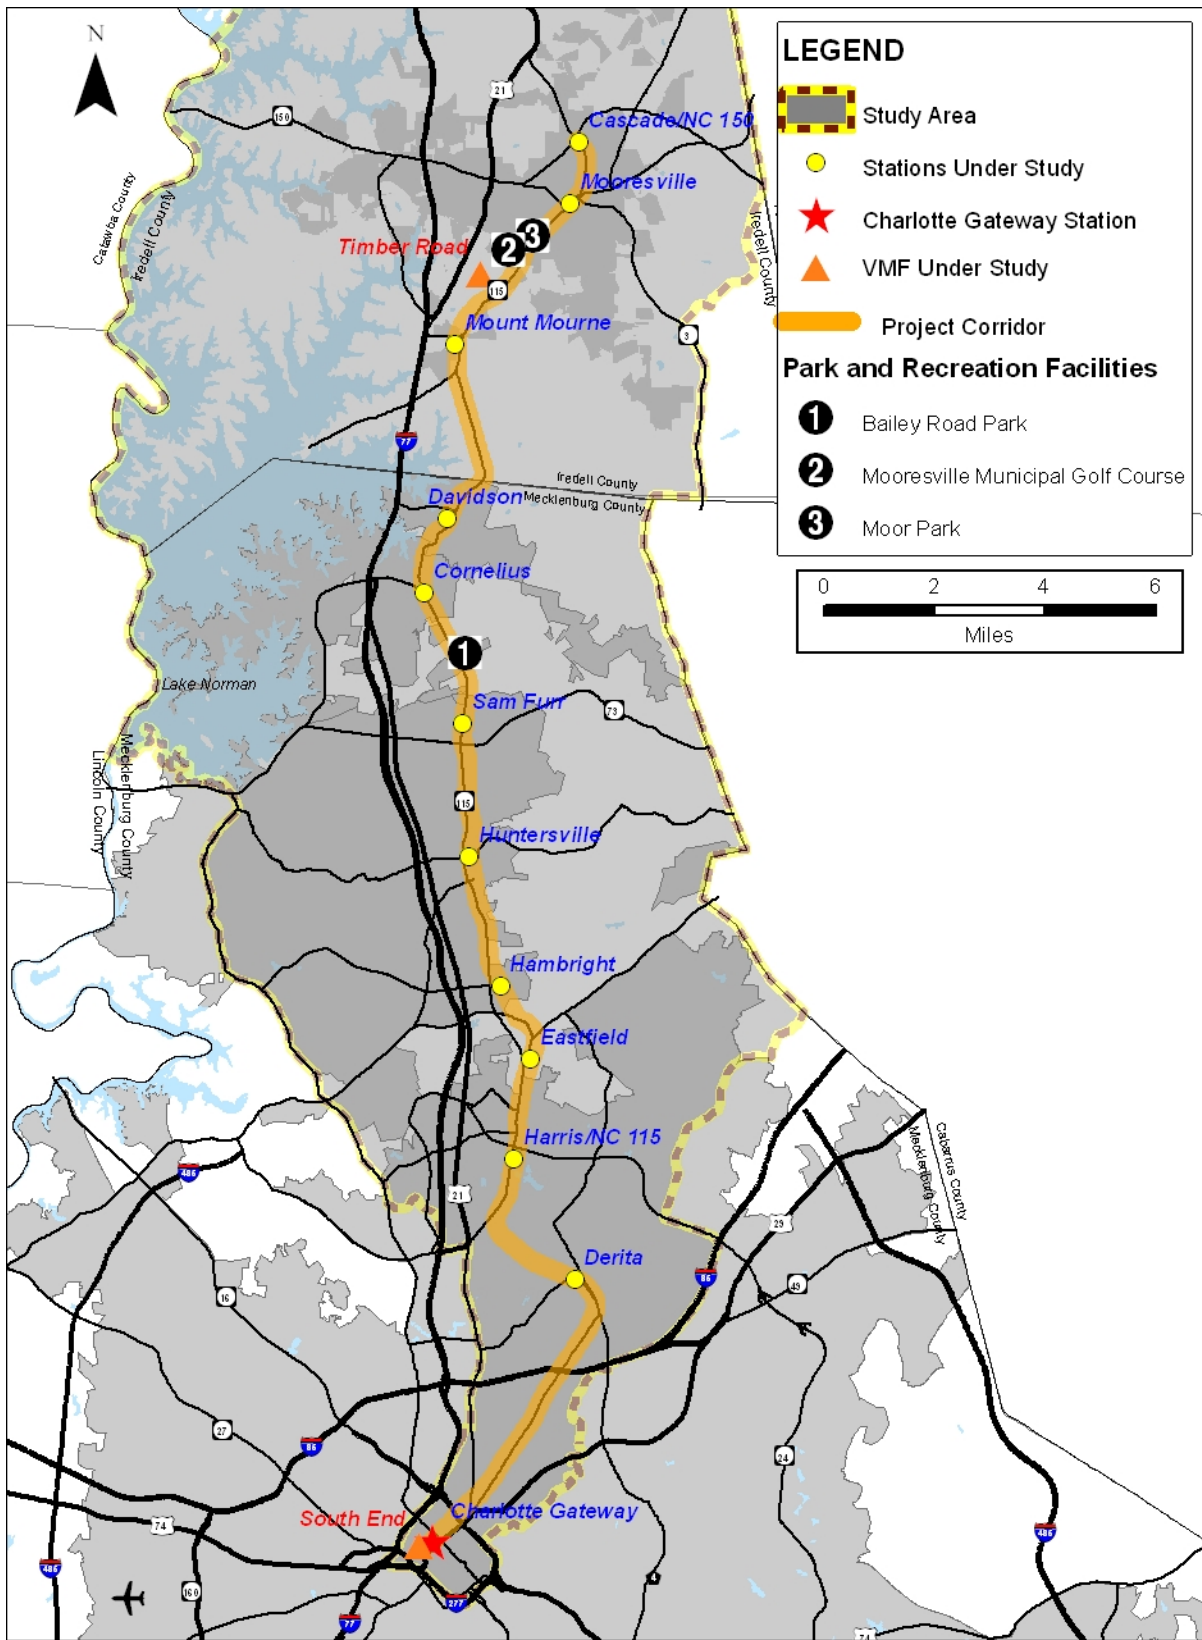 N
LEGEND
Study Area
Stations Under Study
Charlotte Gateway Station
VMF Under Study
Project Corridor
Park and Recreation Facilities
1 Bailey Road Park
2 Mooresville Municipal Golf Course
3 Moor Park
0 2 4 6
Miles
21
150
Cascade/NC 150
Mooresville
Catawba County
Iredell County
Iredell County
Timber Road
2 3
115
3
Mount Mourne
77
Iredell County
Mecklenburg County
Davidson
Cornelius
1
Lake Norman
Sam Furr
73
Lincoln County
Mecklenburg County
115
Huntersville
Hambright
Eastfield
Harris/NC 115
Cabarrus County
Mecklenburg County
485
21
29
Derita
85
49
16
27
85
24
South End
Charlotte Gateway
74
485
485
160
277
77
74